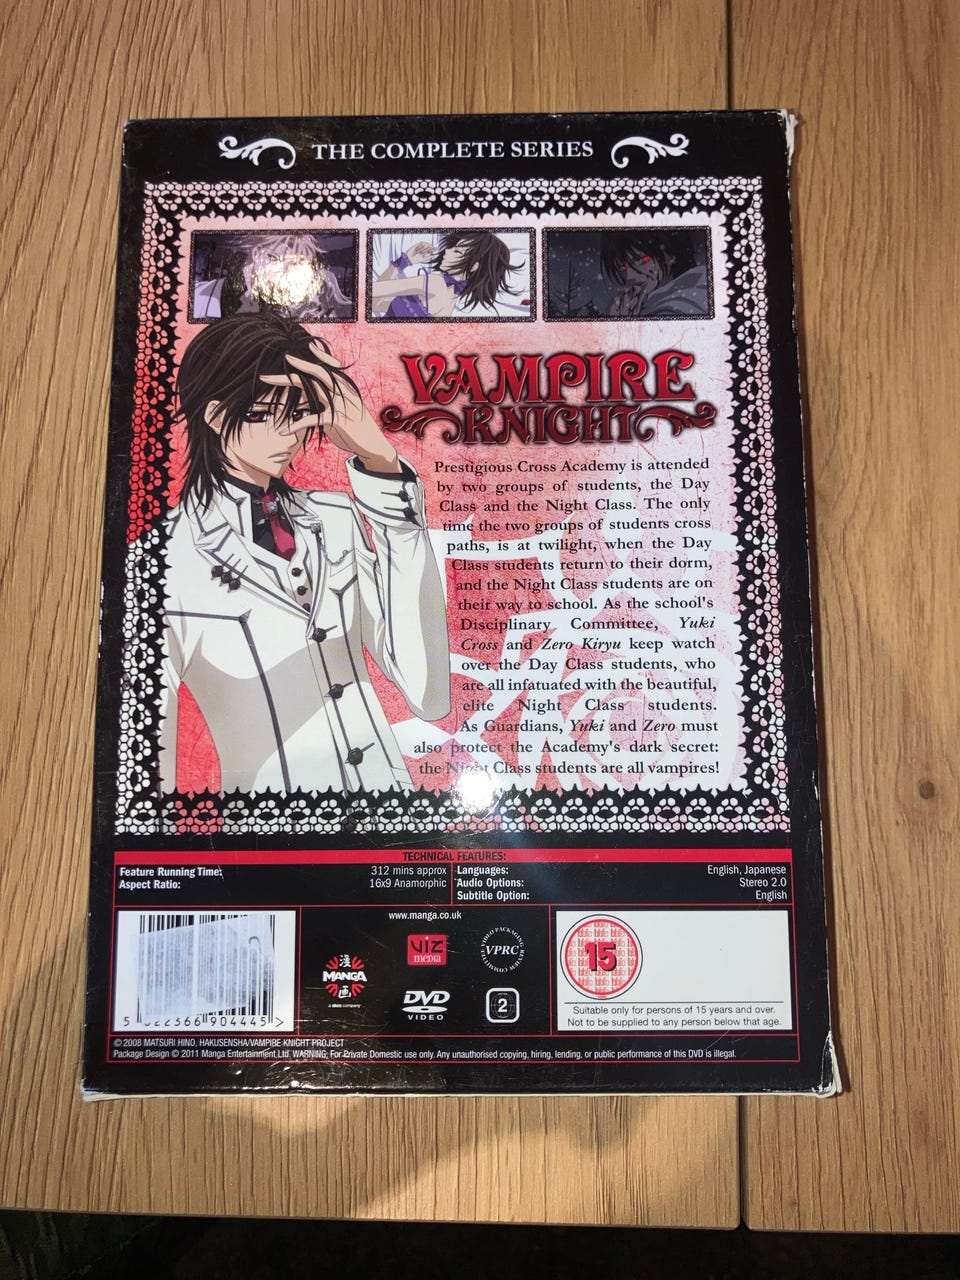 THE COMPLETE SERIES
VAMPIRE
KNIGHT
Prestigious Cross Academy is attended
by two groups of students, the Day
Class and the Night Class. The only
time the two groups of students cross
paths, is at twilight, when the Day
Class students return to their dorm,
and the Night Class students are on
their way to school. As the school's
Disciplinary Committee, Yuki
Cross and Zero Kiryu keep watch
over the Day Class students, who
are all infatuated with the beautiful,
elite Night Class students.
As Guardians, Yuki and Zero must
also protect the Academy's dark secret:
the Night Class students are all vampires!
TECHNICAL FEATURES:
Feature Running Time: 312 mins approx
Aspect Ratio: 16x9 Anamorphic
Languages: English, Japanese
Audio Options: Stereo 2.0
Subtitle Option: English
www.manga.co.uk
漫
MANGA
画
VIZ
media
VIDEO PACKAGING REVIEW COMMITTEE
VPRC
DVD
VIDEO
2
15
Suitable only for persons of 15 years and over.
Not to be supplied to any person below that age.
5 022366 904445 >
© 2008 MATSURI HINO, HAKUSENSHA/VAMPIRE KNIGHT PROJECT
Package Design © 2011 Manga Entertainment Ltd. WARNING: For Private Domestic use only. Any unauthorised copying, hiring, lending, or public performance of this DVD is illegal.